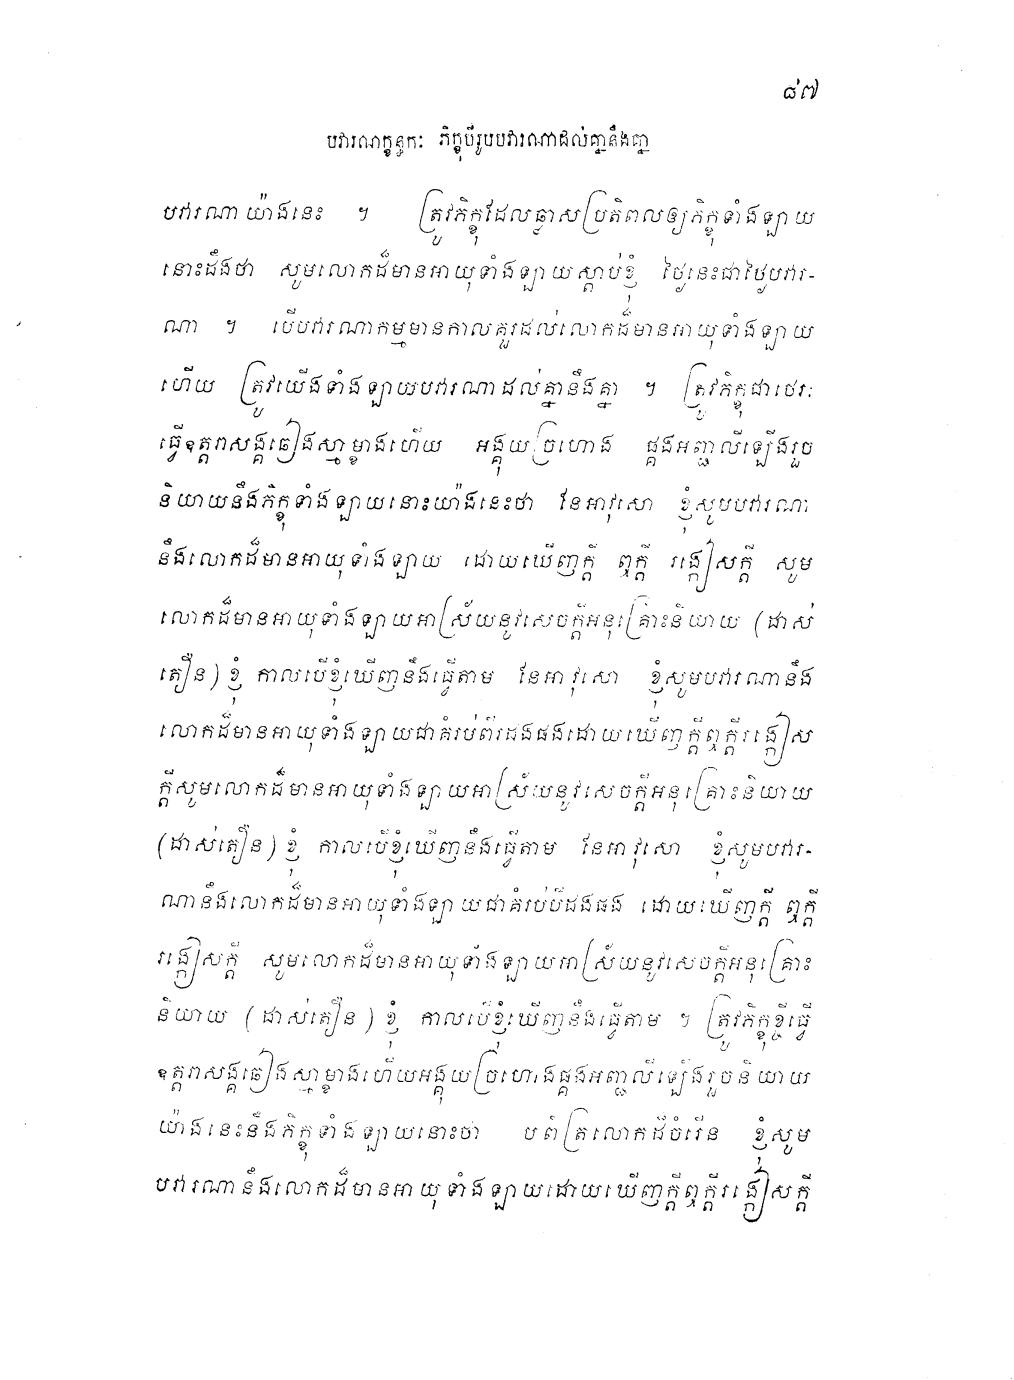 ៨៧
បវារណក្ខន្ធកៈ ភិក្ខុបីរូបបវារណាដល់គ្នានឹងគ្នា
បវារណាយ៉ាងនេះ ។ ត្រូវភិក្ខុដែលឆ្លាសប្រតិពលឲ្យភិក្ខុទាំងឡាយ
នោះដឹងថា សូមលោកដ៏មានអាយុទាំងឡាយស្តាប់ខ្ញុំ ថ្ងៃនេះជាថ្ងៃបវារ-
ណា ។ បើបវារណាកម្មមានកាលគួរដល់លោកដ៏មានអាយុទាំងឡាយ
ហើយ ត្រូវយើងទាំងឡាយបវារណាដល់គ្នានឹងគ្នា ។ ត្រូវភិក្ខុជាថេរៈ
ធ្វើឧត្តរាសង្គឆៀងស្មាម្ខាងហើយ អង្គុយច្រហោង ផ្គងអញ្ជលីឡើងរួច
និយាយនឹងភិក្ខុទាំងឡាយនោះយ៉ាងនេះថា នែអាវុសោ ខ្ញុំសូមបវារណា
នឹងលោកដ៏មានអាយុទាំងឡាយ ដោយឃើញក្តី ឮក្តី រង្កៀសក្តី សូម
លោកដ៏មានអាយុទាំងឡាយអាស្រ័យនូវសេចក្តីអនុគ្រោះនិយាយ (ដាស់
តឿន) ខ្ញុំ កាលបើខ្ញុំឃើញនឹងធ្វើតាម នែអាវុសោ ខ្ញុំសូមបវារណានឹង
លោកដ៏មានអាយុទាំងឡាយជាគំរប់ពីរដងផងដោយឃើញក្តីឮក្តីរង្កៀស
ក្តីសូមលោកដ៏មានអាយុទាំងឡាយអាស្រ័យនូវសេចក្តីអនុគ្រោះនិយាយ
(ដាស់តឿន) ខ្ញុំ កាលបើខ្ញុំឃើញនឹងធ្វើតាម នែអាវុសោ ខ្ញុំសូមបវារ-
ណានឹងលោកដ៏មានអាយុទាំងឡាយជាគំរប់បីដងផង ដោយឃើញក្តី ឮក្តី
រង្កៀសក្តី សូមលោកដ៏មានអាយុទាំងឡាយអាស្រ័យនូវសេចក្តីអនុគ្រោះ
និយាយ (ដាស់តឿន) ខ្ញុំ កាលបើខ្ញុំឃើញនឹងធ្វើតាម ។ ត្រូវភិក្ខុខ្ចីធ្វើ
ឧត្តរាសង្គឆៀងស្មាម្ខាងហើយអង្គុយច្រហោងផ្គងអញ្ជលីឡើងរួចនិយាយ
យ៉ាងនេះនឹងភិក្ខុទាំងឡាយនោះថា បពិត្រលោកដ៏ចំរើន ខ្ញុំសូម
បវារណានឹងលោកដ៏មានអាយុទាំងឡាយដោយឃើញក្តីឮក្តីរង្កៀសក្តី